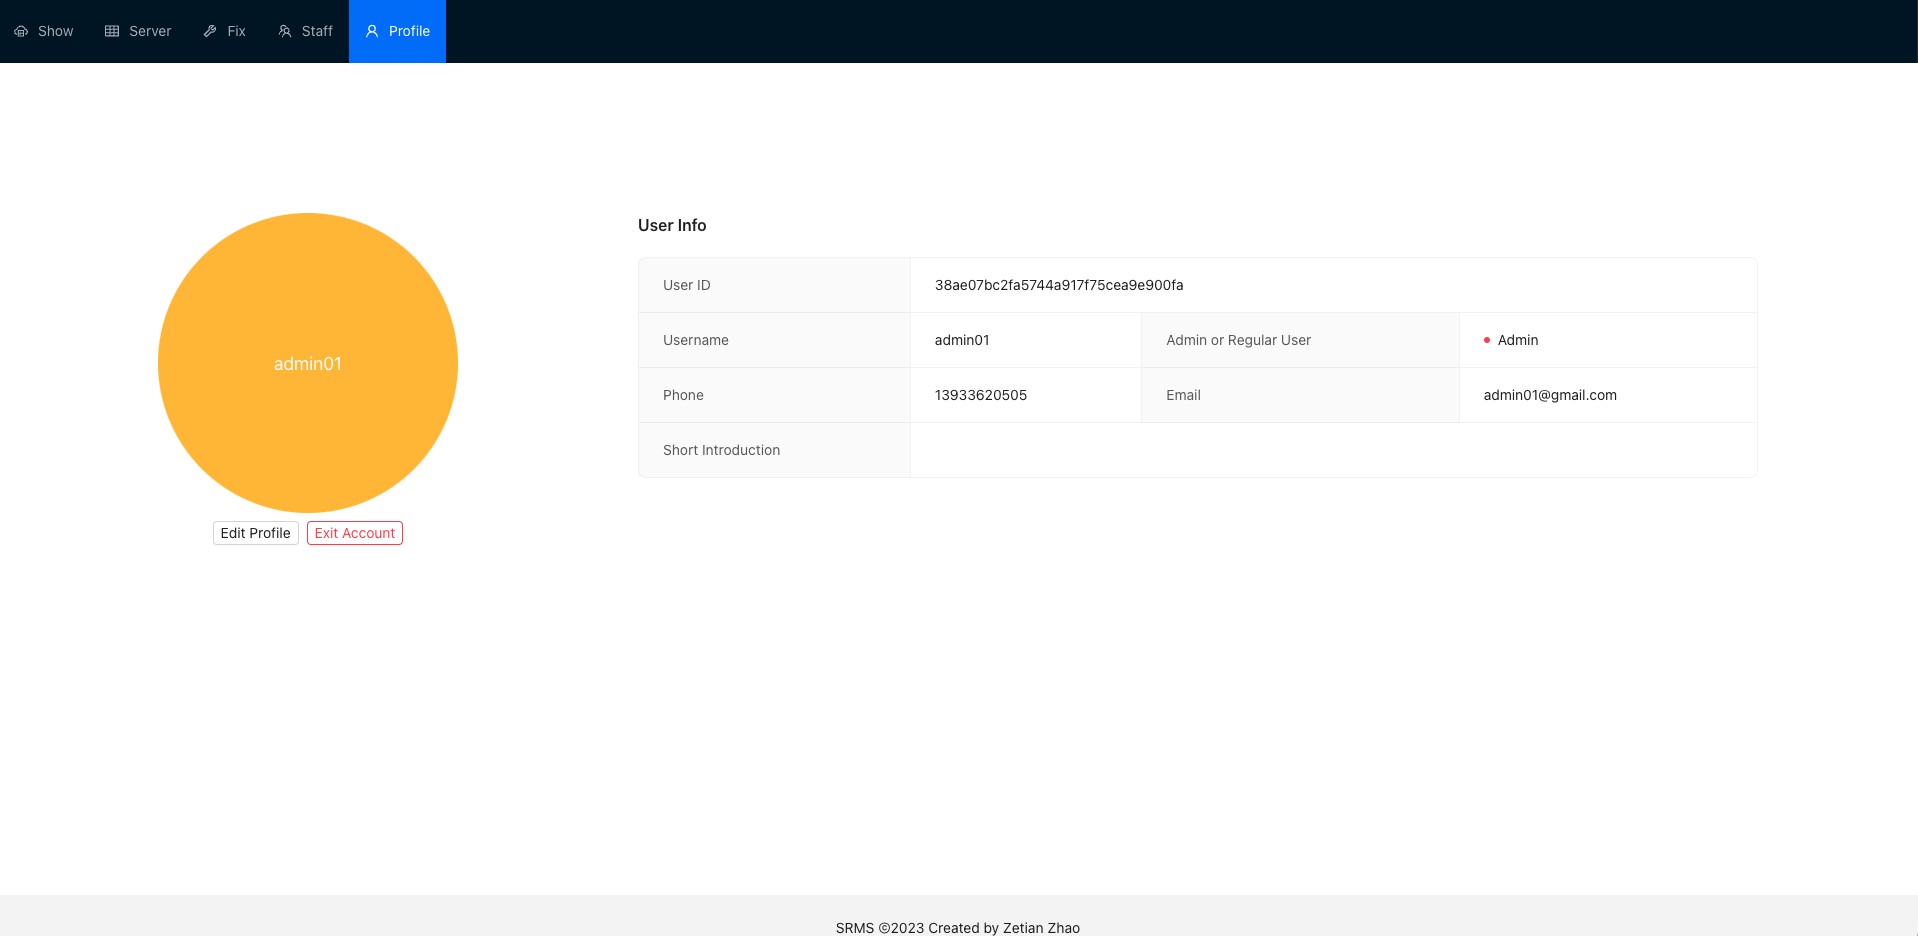 Show Server Fix Staff Profile
User Info
User ID 38ae07bc2fa5744a917f75cea9e900fa
Username admin01 Admin or Regular User Admin
admin01
Phone 13933620505 Email admin01@gmail.com
Short Introduction
Edit Profile Exit Account
SRMS ©2023 Created by Zetian Zhao